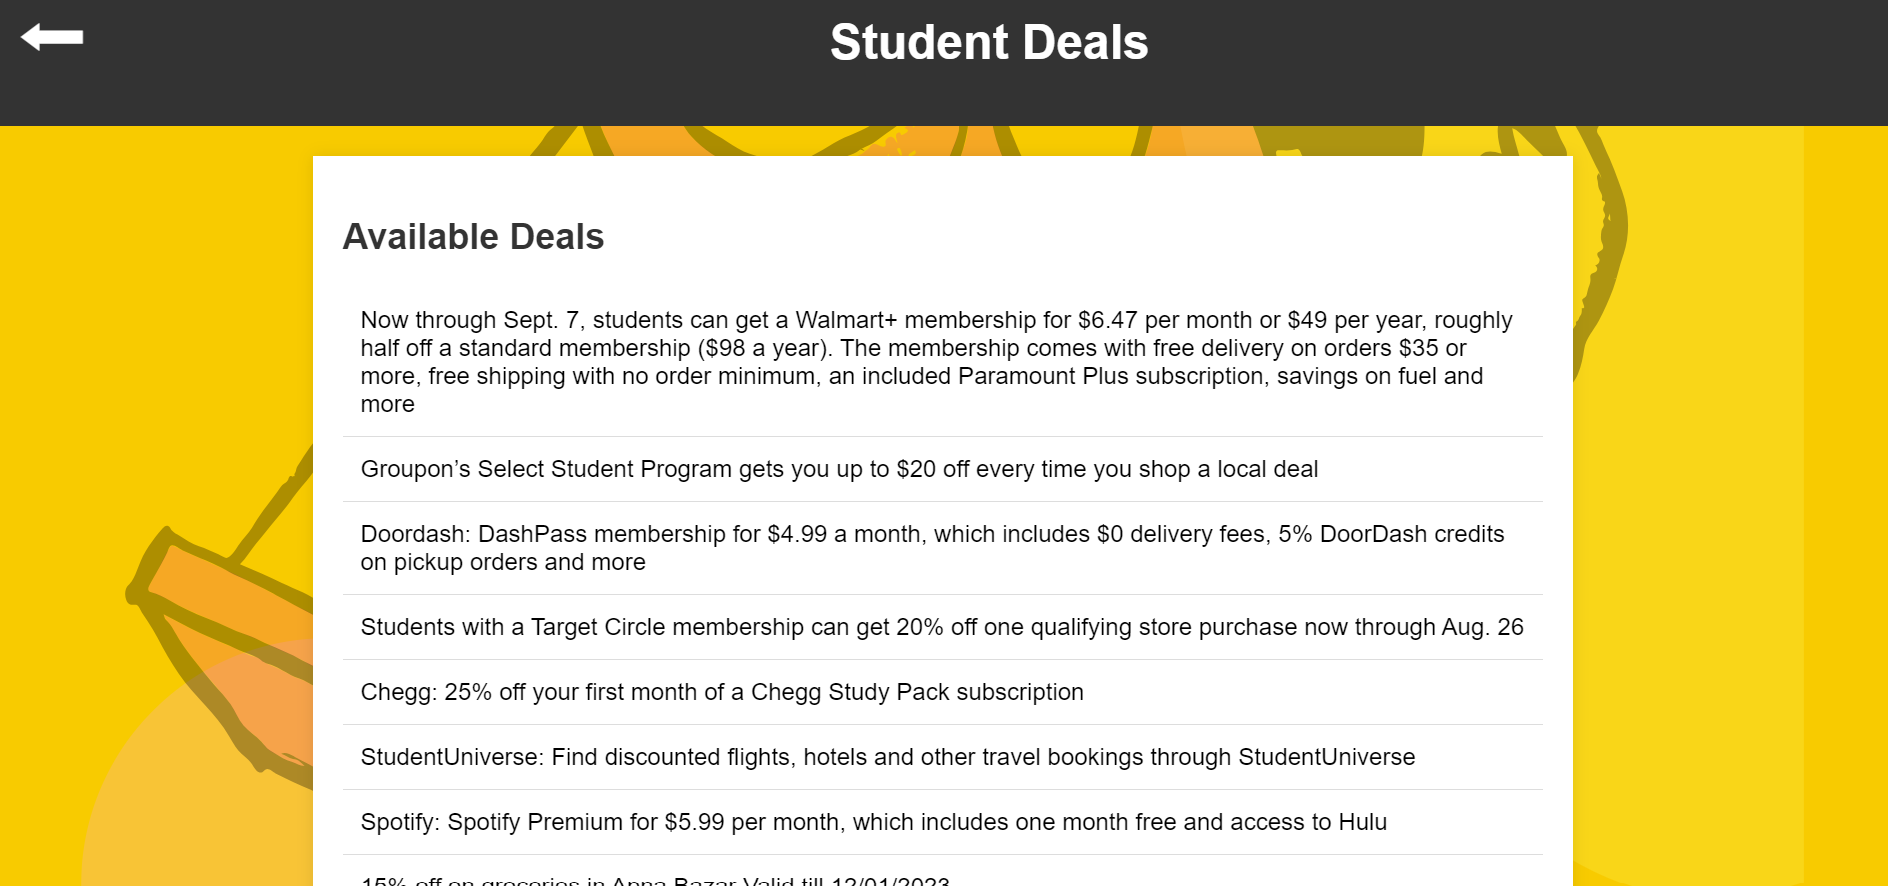 Student Deals
Available Deals
Now through Sept. 7, students can get a Walmart+ membership for $6.47 per month or $49 per year, roughly
half off a standard membership ($98 a year). The membership comes with free delivery on orders $35 or
more, free shipping with no order minimum, an included Paramount Plus subscription, savings on fuel and
more
Groupon’s Select Student Program gets you up to $20 off every time you shop a local deal
Doordash: DashPass membership for $4.99 a month, which includes $0 delivery fees, 5% DoorDash credits
on pickup orders and more
Students with a Target Circle membership can get 20% off one qualifying store purchase now through Aug. 26
Chegg: 25% off your first month of a Chegg Study Pack subscription
StudentUniverse: Find discounted flights, hotels and other travel bookings through StudentUniverse
Spotify: Spotify Premium for $5.99 per month, which includes one month free and access to Hulu
15% off on groceries in Apna Bazar Valid till 12/01/2023